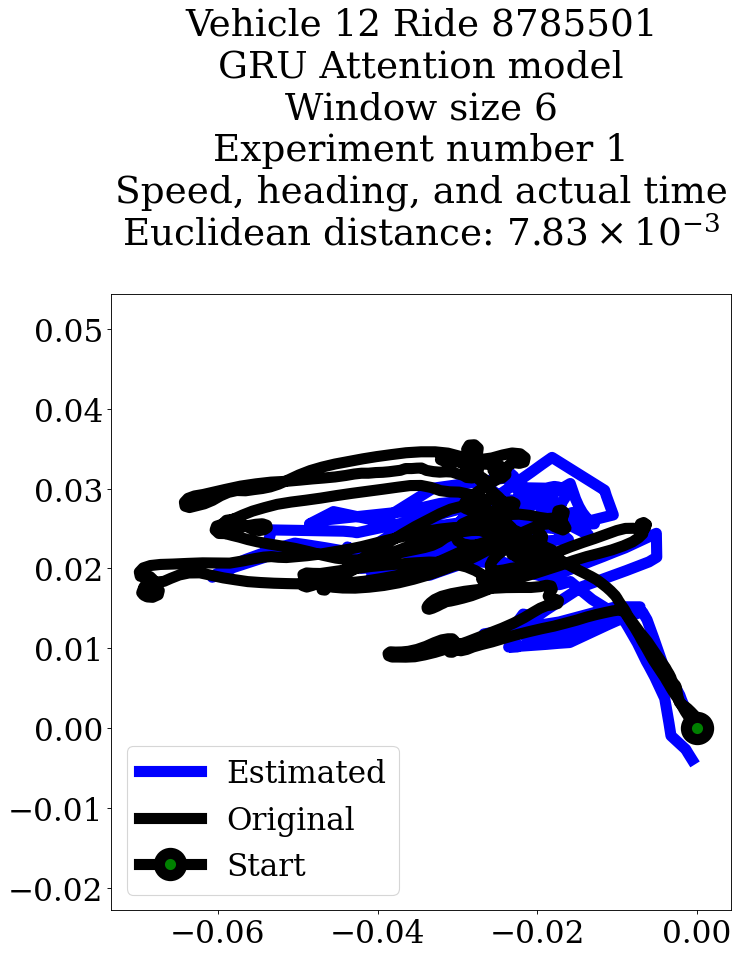 Vehicle 12 Ride 8785501
GRU Attention model
Window size 6
Experiment number 1
Speed, heading, and actual time
Euclidean distance: 7.83 × 10⁻³
0.05
0.04
0.03
0.02
0.01
0.00
−0.01
−0.02
Estimated
Original
Start
−0.06
−0.04
−0.02
0.00